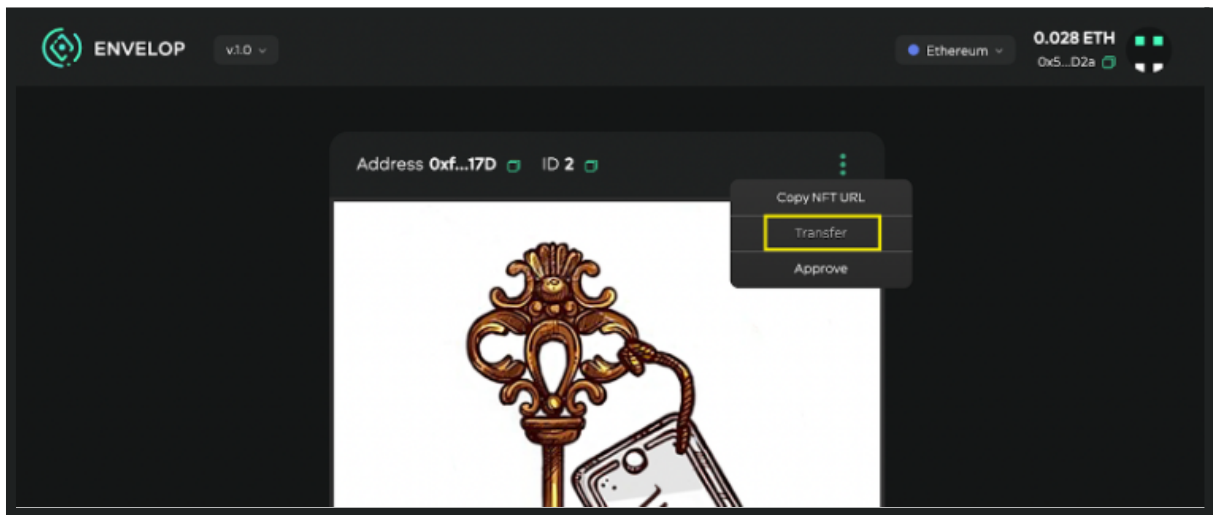 ENVELOP
v.1.0
Ethereum
0.028 ETH
0x5...D2a
Address 0xf...17D
ID 2
Copy NFT URL
Transfer
Approve